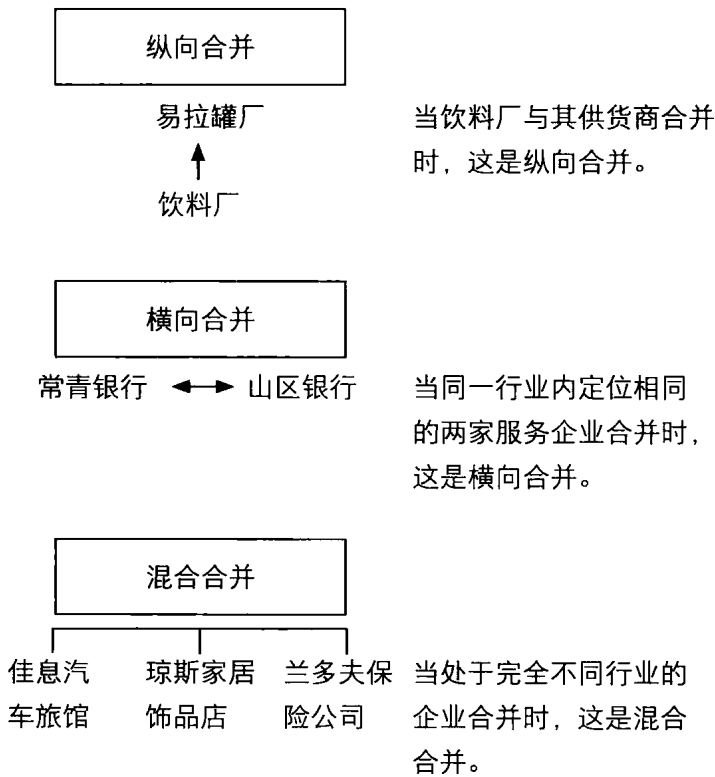 纵向合并
易拉罐厂
饮料厂
当饮料厂与其供货商合并
时，这是纵向合并。
横向合并
常青银行
山区银行
当同一行业内定位相同
的两家服务企业合并时，
这是横向合并。
混合合并
佳息汽
车旅馆
琼斯家居
饰品店
兰多夫保
险公司
当处于完全不同行业的
企业合并时，这是混合
合并。